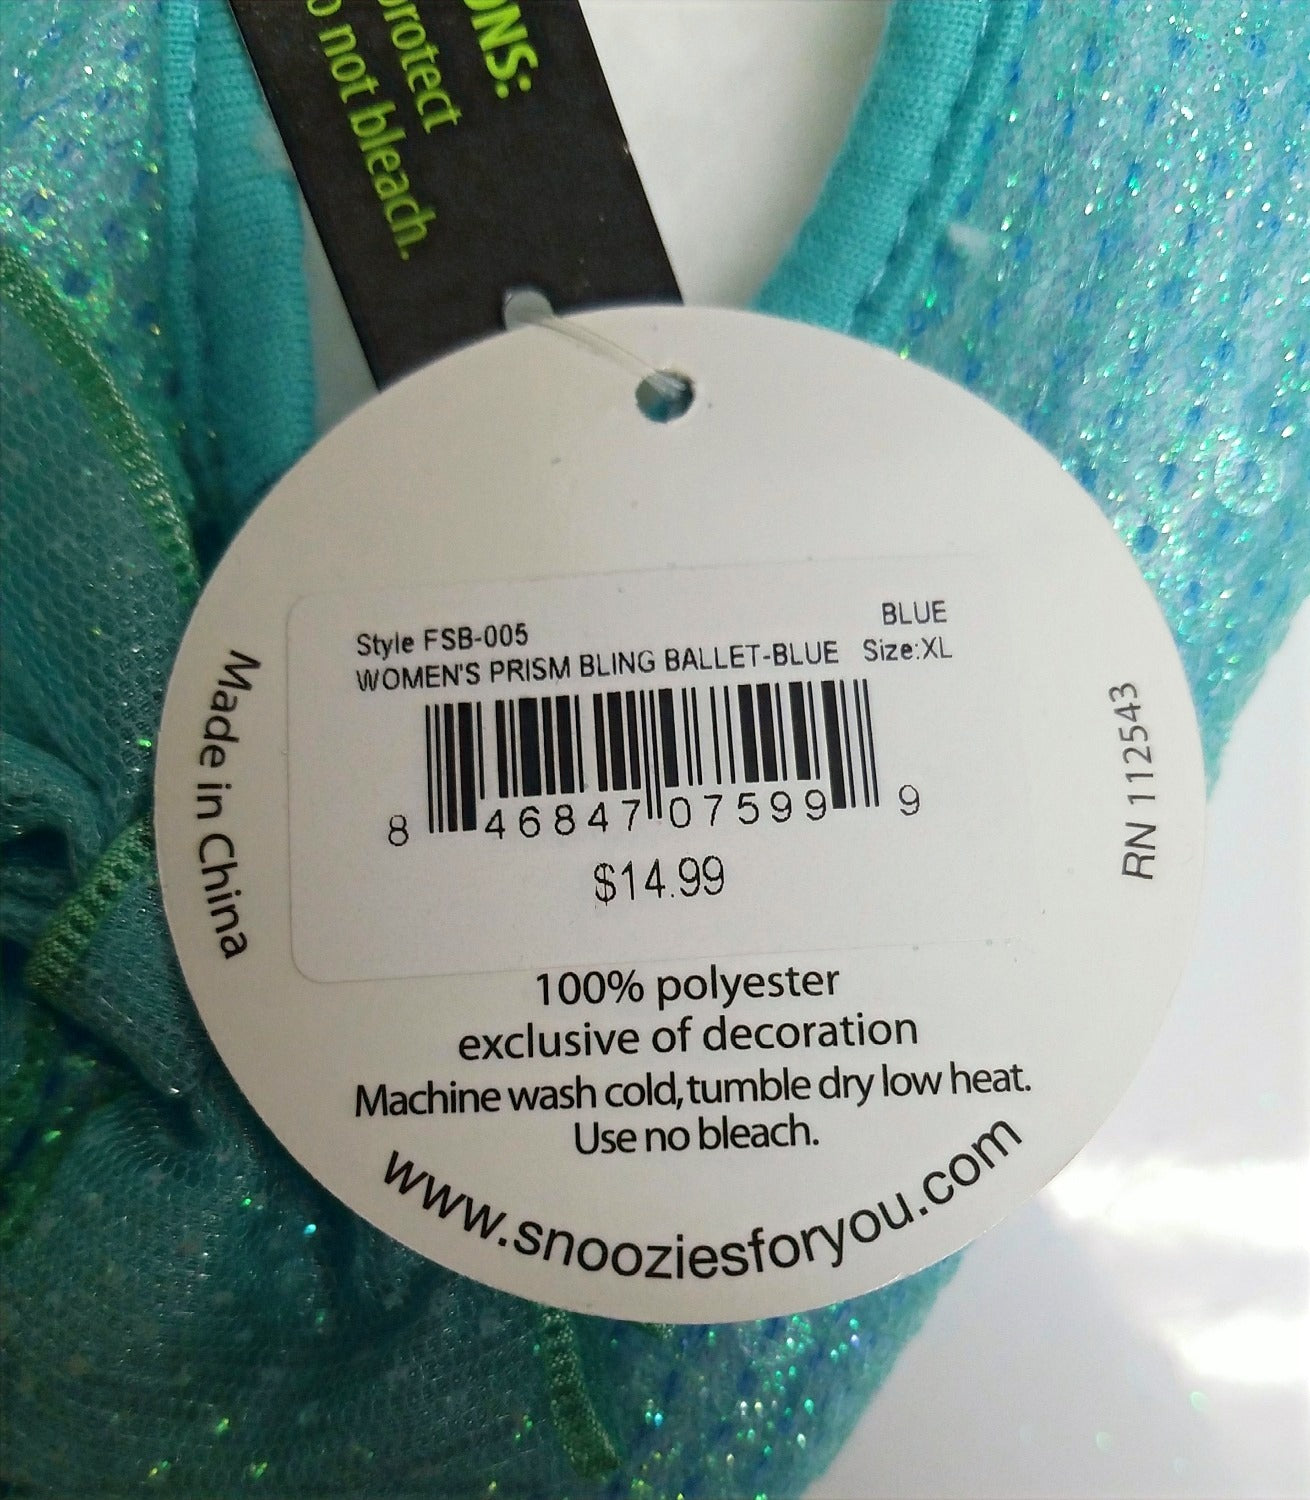 ONS:
protect
not bleach.
Style FSB-005
BLUE
WOMEN'S PRISM BLING BALLET-BLUE Size:XL
8 46847 07599 9
$14.99
Made in China
RN 112543
100% polyester
exclusive of decoration
Machine wash cold, tumble dry low heat.
Use no bleach.
www.snooziesforyou.com